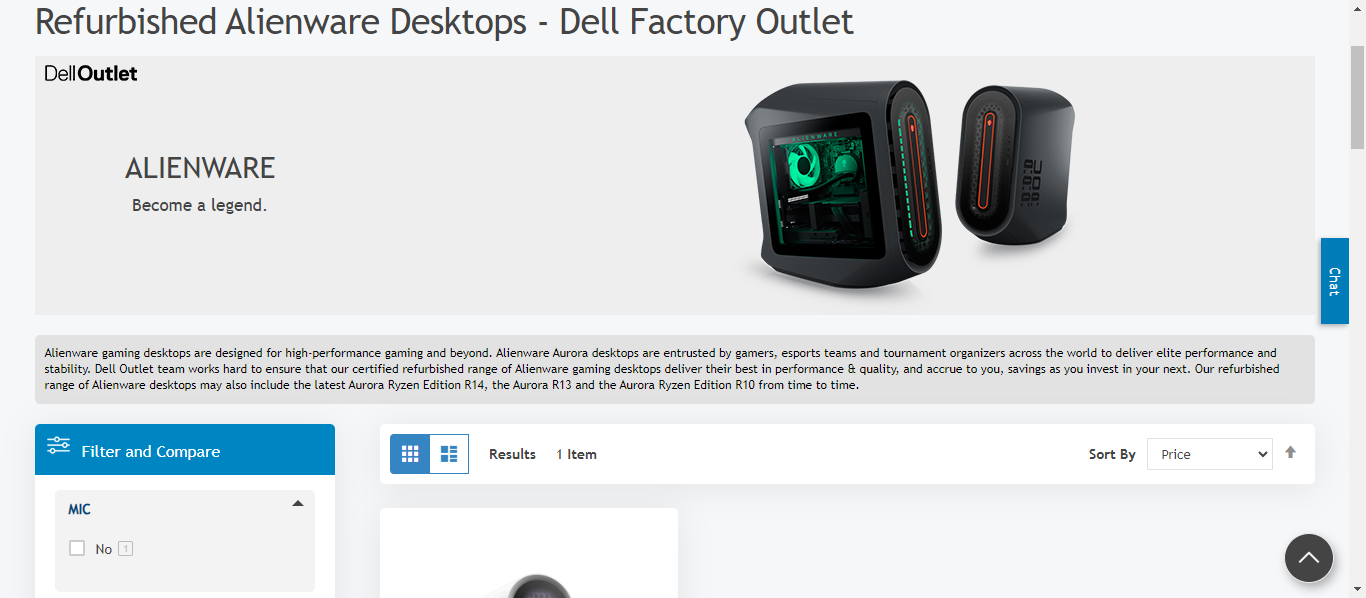 Refurbished Alienware Desktops - Dell Factory Outlet
DellOutlet
ALIENWARE
ALIENWARE
Become a legend.
Chat
Alienware gaming desktops are designed for high-performance gaming and beyond. Alienware Aurora desktops are entrusted by gamers, esports teams and tournament organizers across the world to deliver elite performance and
stability. Dell Outlet team works hard to ensure that our certified refurbished range of Alienware gaming desktops deliver their best in performance & quality, and accrue to you, savings as you invest in your next. Our refurbished
range of Alienware desktops may also include the latest Aurora Ryzen Edition R14, the Aurora R13 and the Aurora Ryzen Edition R10 from time to time.
Filter and Compare
Results 1 Item
Sort By Price
MIC
No 1